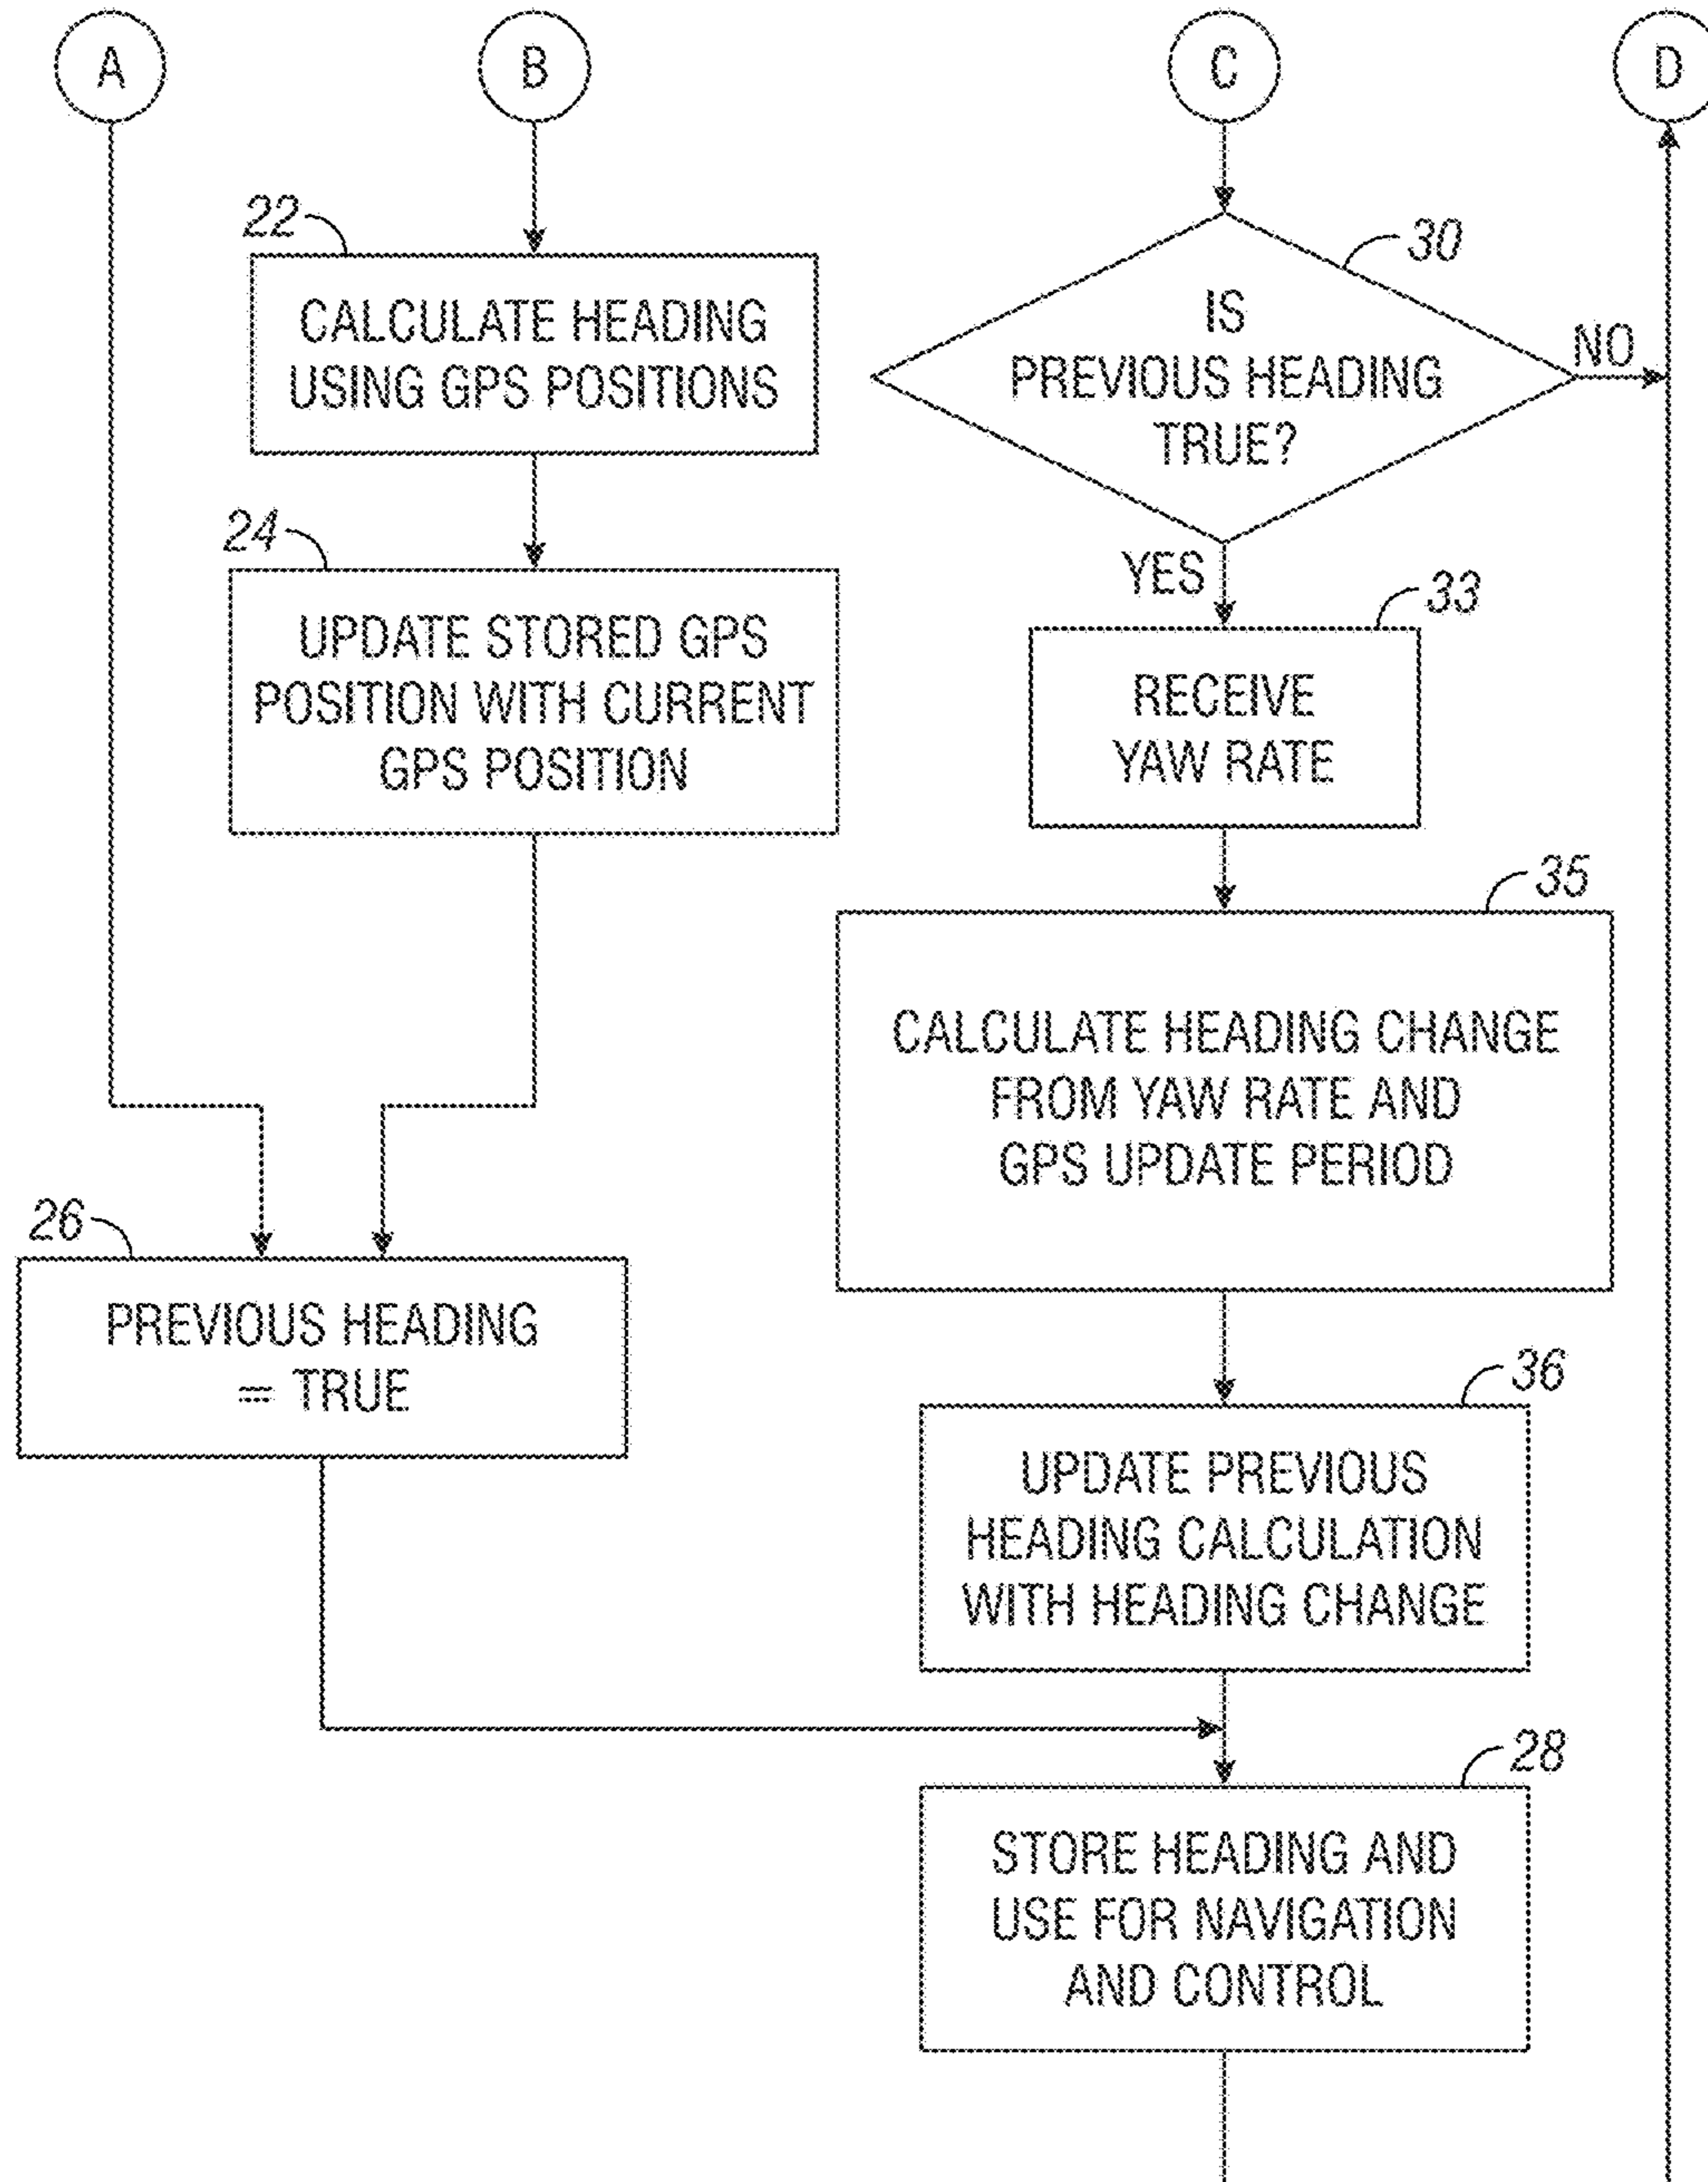 A
B
C
D
22
CALCULATE HEADING
USING GPS POSITIONS
24
UPDATE STORED GPS
POSITION WITH CURRENT
GPS POSITION
26
PREVIOUS HEADING
= TRUE
30
IS
PREVIOUS HEADING
TRUE?
NO
YES
33
RECEIVE
YAW RATE
35
CALCULATE HEADING CHANGE
FROM YAW RATE AND
GPS UPDATE PERIOD
36
UPDATE PREVIOUS
HEADING CALCULATION
WITH HEADING CHANGE
28
STORE HEADING AND
USE FOR NAVIGATION
AND CONTROL